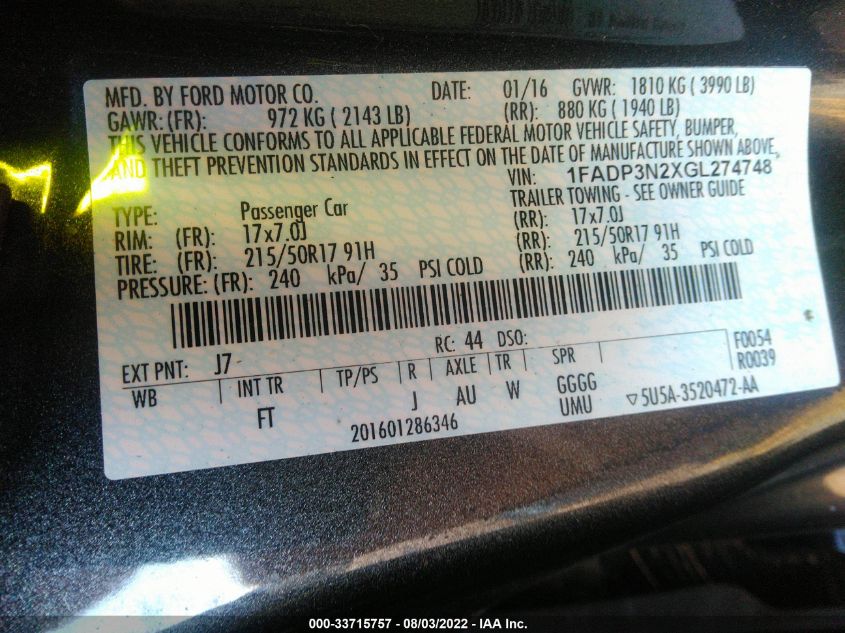 MFD. BY FORD MOTOR CO. DATE: 01/16 GVWR: 1810 KG ( 3990 LB)
GAWR: (FR): 972 KG ( 2143 LB) (RR): 880 KG ( 1940 LB)
THIS VEHICLE CONFORMS TO ALL APPLICABLE FEDERAL MOTOR VEHICLE SAFETY, BUMPER,
AND THEFT PREVENTION STANDARDS IN EFFECT ON THE DATE OF MANUFACTURE SHOWN ABOVE.
VIN: 1FADP3N2XGL274748
TYPE: Passenger Car TRAILER TOWING - SEE OWNER GUIDE
RIM: (FR): 17x7.0J (RR): 17x7.0J
TIRE: (FR): 215/50R17 91H (RR): 215/50R17 91H
PRESSURE: (FR): 240 kPa/ 35 PSI COLD (RR): 240 kPa/ 35 PSI COLD
EXT PNT: J7 RC: 44 DSO: F0054
R0039
WB INT TR TP/PS R AXLE TR SPR
FT J AU W GGGG
UMU ▽5U5A-3520472-AA
201601286346
000-33715757 - 08/03/2022 - IAA Inc.